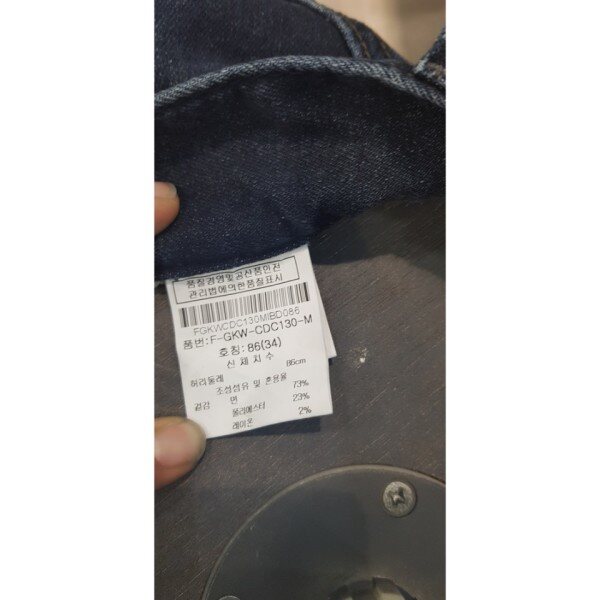 품질경영및공산품안전
관리법에의한품질표시
FGKWCDC130MIBD086
품번:F-GKW-CDC130-M
호칭: 86(34)
신체치수
허리둘레 86cm
조성섬유 및 혼용율
겉감 면 73%
폴리에스터 23%
레이온 2%